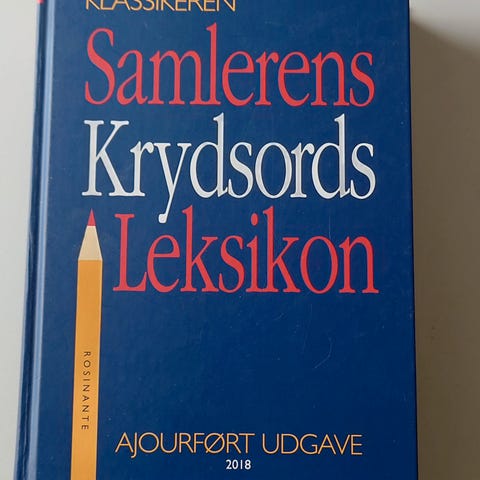 KLASSIKEREN
Samlerens
Krydsords
Leksikon
ROSINANTE
AJOURFØRT UDGAVE
2018